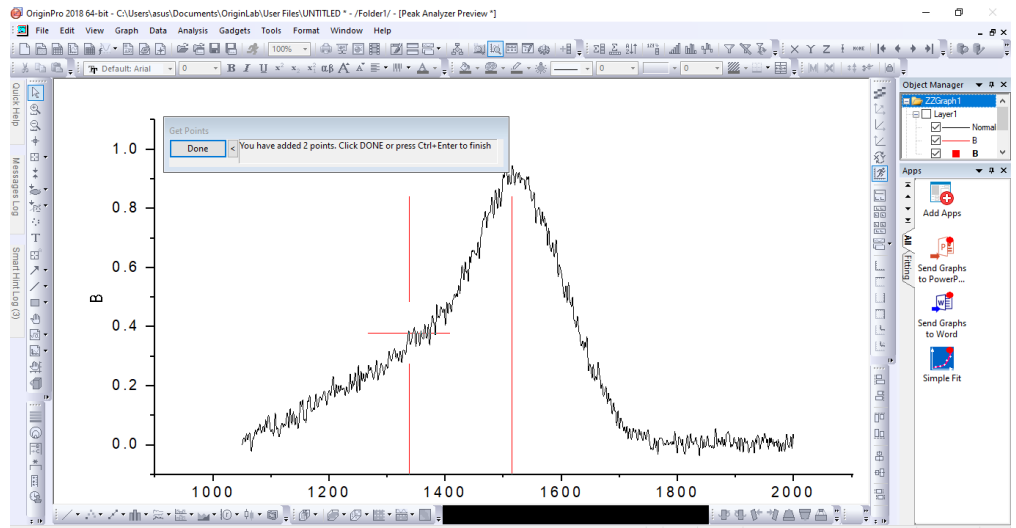 OriginPro 2018 64-bit - C:\Users\asus\Documents\OriginLab\User Files\UNTITLED * - /Folder1/ - [Peak Analyzer Preview *]
File Edit View Graph Data Analysis Gadgets Tools Format Window Help
100%
Default: Arial 0 B I U αβ A A A 0 0
Quick Help
Messages Log
Smart Hint Log (3)
T
Get Points
Done < You have added 2 points. Click DONE or press Ctrl+Enter to finish
1.0
0.8
0.6
0.4
0.2
0.0
B
1000 1200 1400 1600 1800 2000
Object Manager
ZZGraph1
Layer1
Normal
B
B
Apps
All
Fitting
Add Apps
Send Graphs
to PowerP...
Send Graphs
to Word
Simple Fit